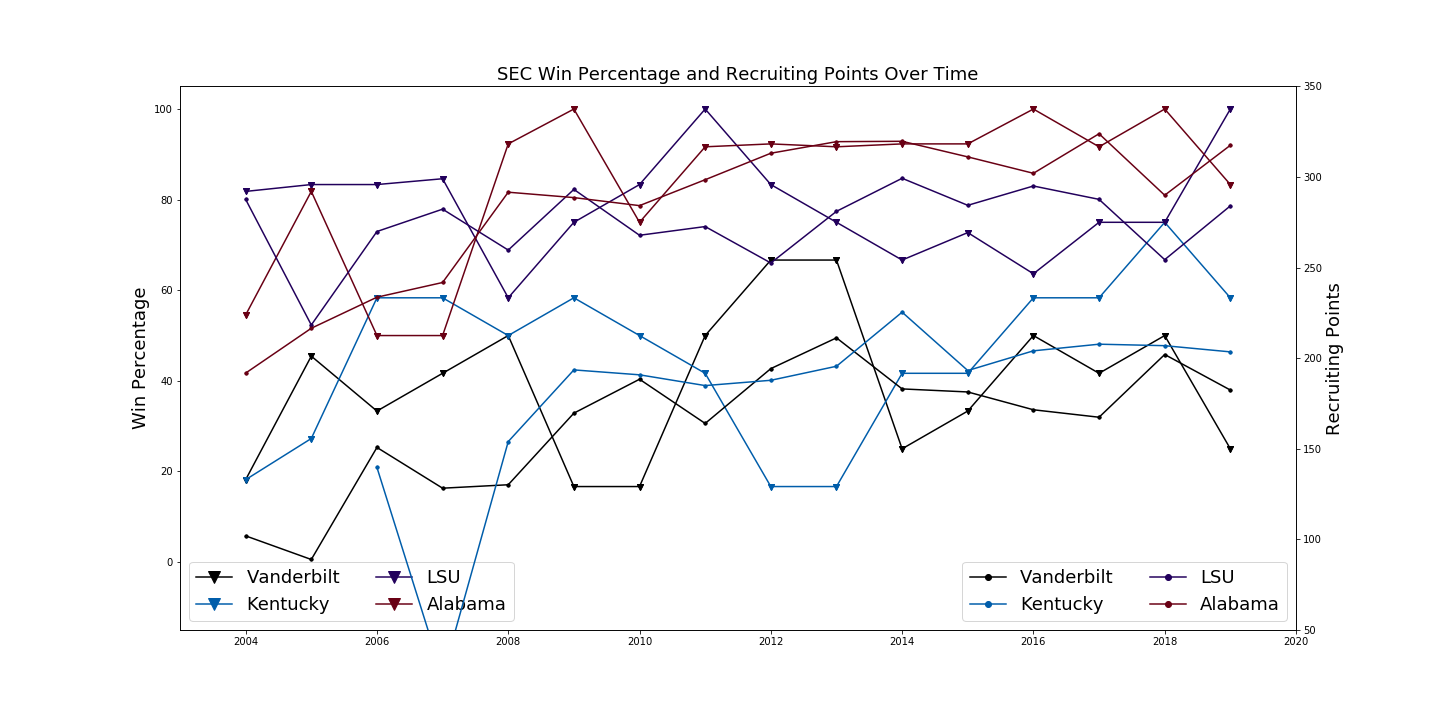 SEC Win Percentage and Recruiting Points Over Time
Win Percentage
100
80
60
40
20
0
350
300
250
200
150
100
50
Recruiting Points
Vanderbilt LSU
Kentucky Alabama
Vanderbilt LSU
Kentucky Alabama
2004 2006 2008 2010 2012 2014 2016 2018 2020